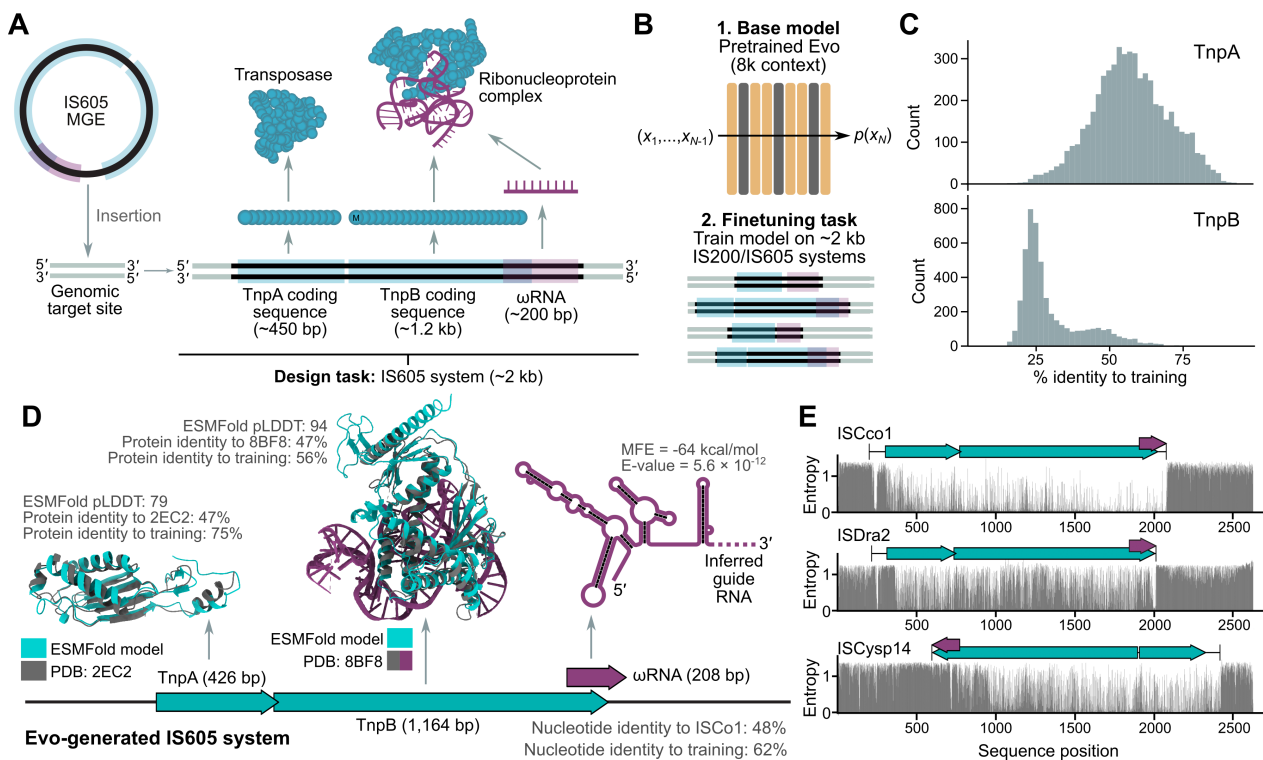 A
IS605
MGE
Insertion
5′
3′
3′
5′
Genomic
target site
Transposase
Ribonucleoprotein
complex
M
5′
3′
3′
5′
TnpA coding
sequence
(~450 bp)
TnpB coding
sequence
(~1.2 kb)
ωRNA
(~200 bp)
Design task: IS605 system (~2 kb)
B
1. Base model
Pretrained Evo
(8k context)
(x1,...,xN-1)
p(xN)
2. Finetuning task
Train model on ~2 kb
IS200/IS605 systems
C
TnpA
Count
300
200
100
0
TnpB
Count
800
600
400
200
0
25
50
75
% identity to training
D
ESMFold pLDDT: 94
Protein identity to 8BF8: 47%
Protein identity to training: 56%
ESMFold pLDDT: 79
Protein identity to 2EC2: 47%
Protein identity to training: 75%
MFE = -64 kcal/mol
E-value = 5.6 × 10-12
5′
3′
Inferred
guide
RNA
ESMFold model
PDB: 2EC2
ESMFold model
PDB: 8BF8
TnpA (426 bp)
TnpB (1,164 bp)
ωRNA (208 bp)
Evo-generated IS605 system
Nucleotide identity to ISCo1: 48%
Nucleotide identity to training: 62%
E
ISCco1
Entropy
1
0
500 1000 1500 2000 2500
ISDra2
Entropy
1
0
500 1000 1500 2000 2500
ISCysp14
Entropy
1
0
500 1000 1500 2000 2500
Sequence position